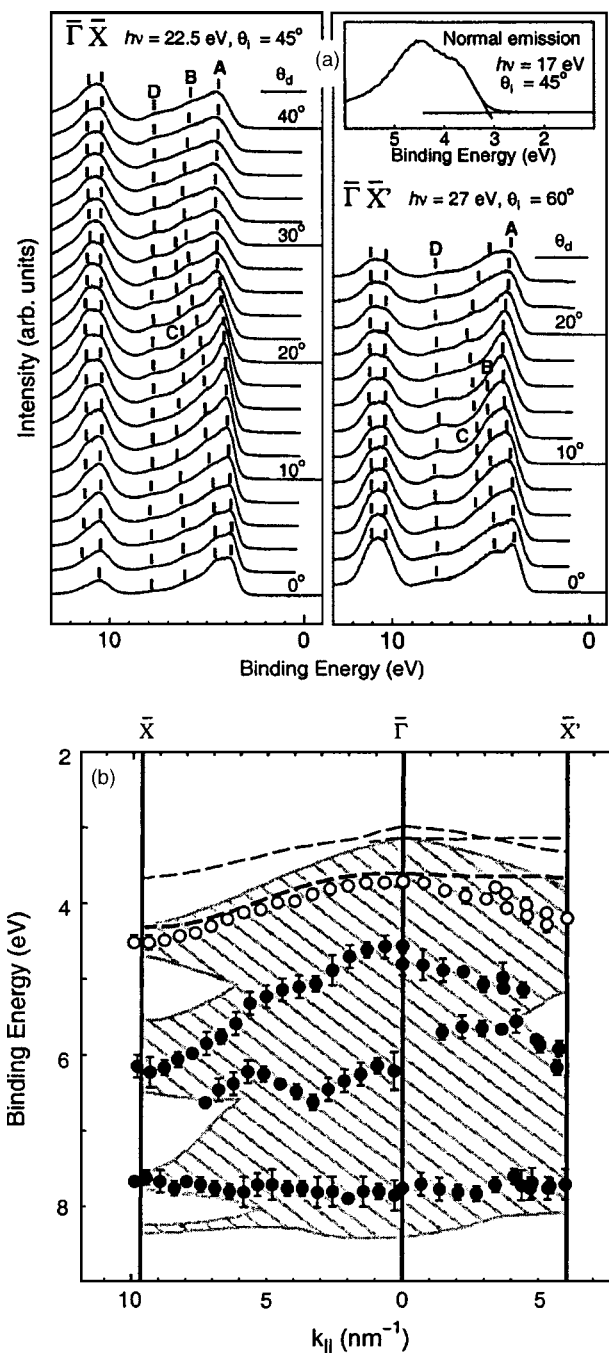 Γ̄ X̄ hν = 22.5 eV, θi = 45°
(a)
Normal emission
hν = 17 eV
θi = 45°
5 4 3 2 1
Binding Energy (eV)
D B A θd
40°
30°
C
20°
10°
0°
Γ̄ X̄' hν = 27 eV, θi = 60°
D A θd
20°
B
C
10°
0°
Intensity (arb. units)
10 0 10 0
Binding Energy (eV)
X̄ Γ̄ X̄'
(b)
2
4
6
8
Binding Energy (eV)
10 5 0 5
k|| (nm⁻¹)